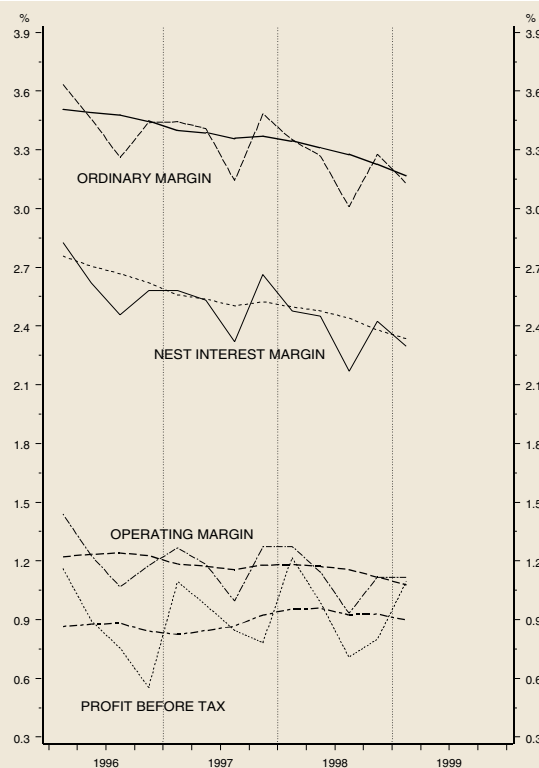 % %
3.9 3.9
3.6 3.6
3.3 3.3
ORDINARY MARGIN
3.0 3.0
2.7 2.7
2.4 2.4
NEST INTEREST MARGIN
2.1 2.1
1.8 1.8
1.5 1.5
OPERATING MARGIN
1.2 1.2
0.9 0.9
0.6 0.6
PROFIT BEFORE TAX
0.3 0.3
1996 1997 1998 1999